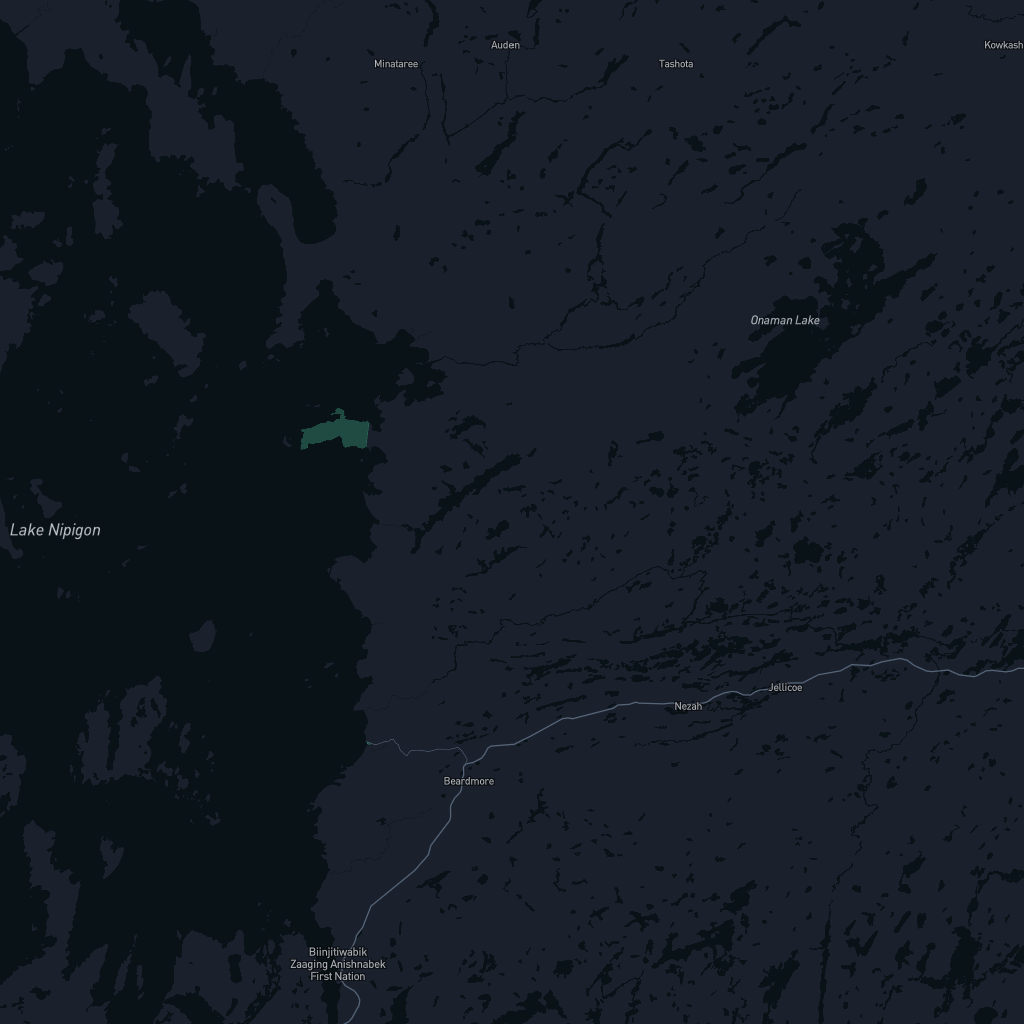 Auden
Minataree
Tashota
Kowkash
Onaman Lake
Lake Nipigon
Jellicoe
Nezah
Beardmore
Biinjitiwabik
Zaaging Anishnabek
First Nation